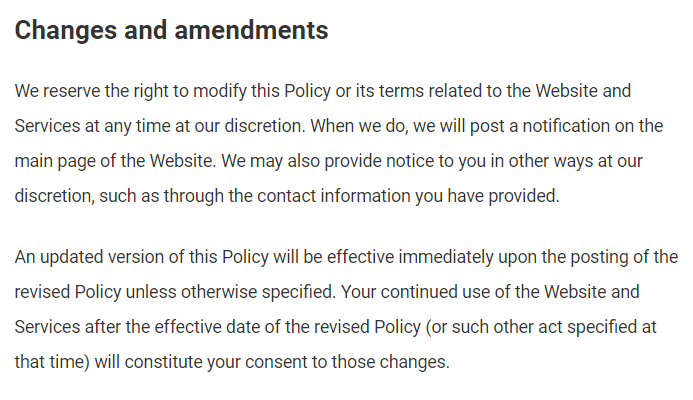 Changes and amendments
We reserve the right to modify this Policy or its terms related to the Website and
Services at any time at our discretion. When we do, we will post a notification on the
main page of the Website. We may also provide notice to you in other ways at our
discretion, such as through the contact information you have provided.
An updated version of this Policy will be effective immediately upon the posting of the
revised Policy unless otherwise specified. Your continued use of the Website and
Services after the effective date of the revised Policy (or such other act specified at
that time) will constitute your consent to those changes.